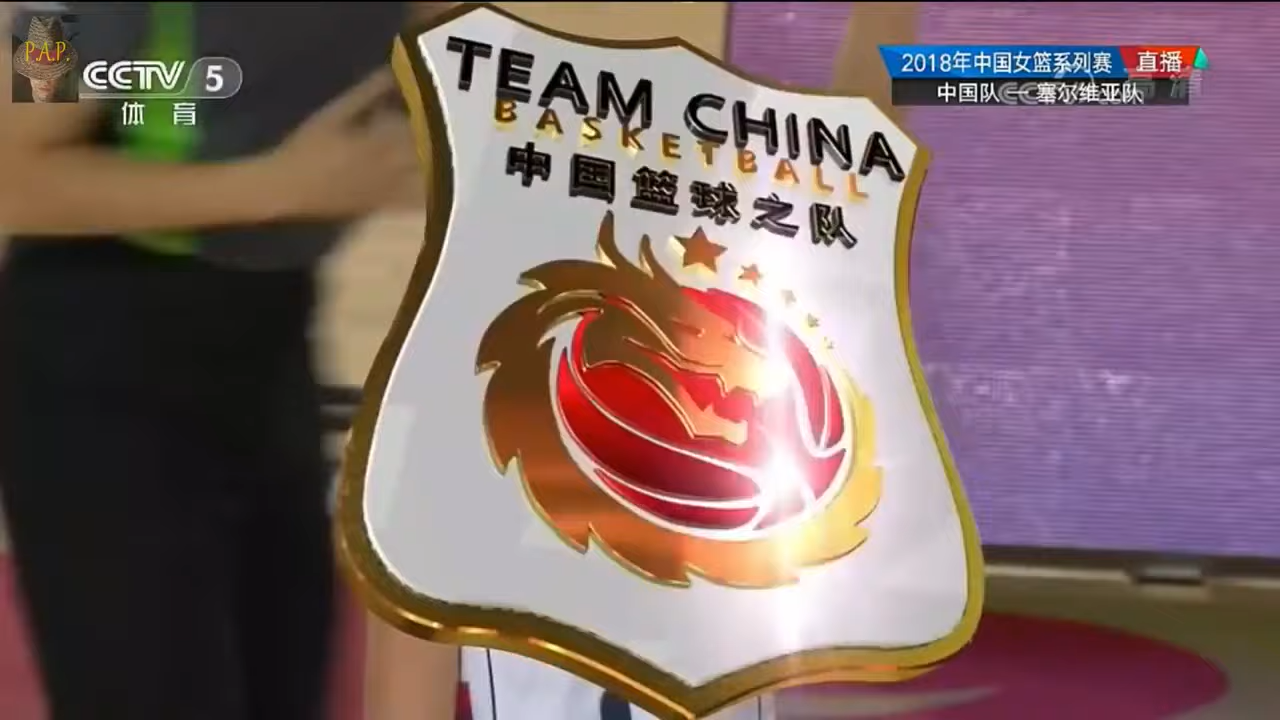 P.A.P.
CCTV 5
体育
2018年中国女篮系列赛 直播
中国队 — 塞尔维亚队
TEAM CHINA
BASKETBALL
中国篮球之队